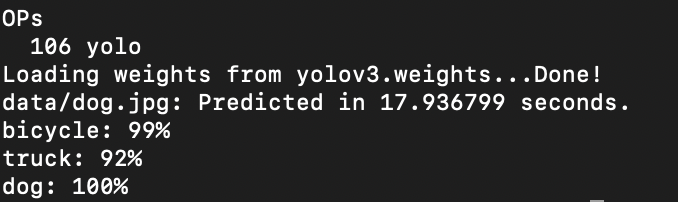 OPs
106 yolo
Loading weights from yolov3.weights...Done!
data/dog.jpg: Predicted in 17.936799 seconds.
bicycle: 99%
truck: 92%
dog: 100%